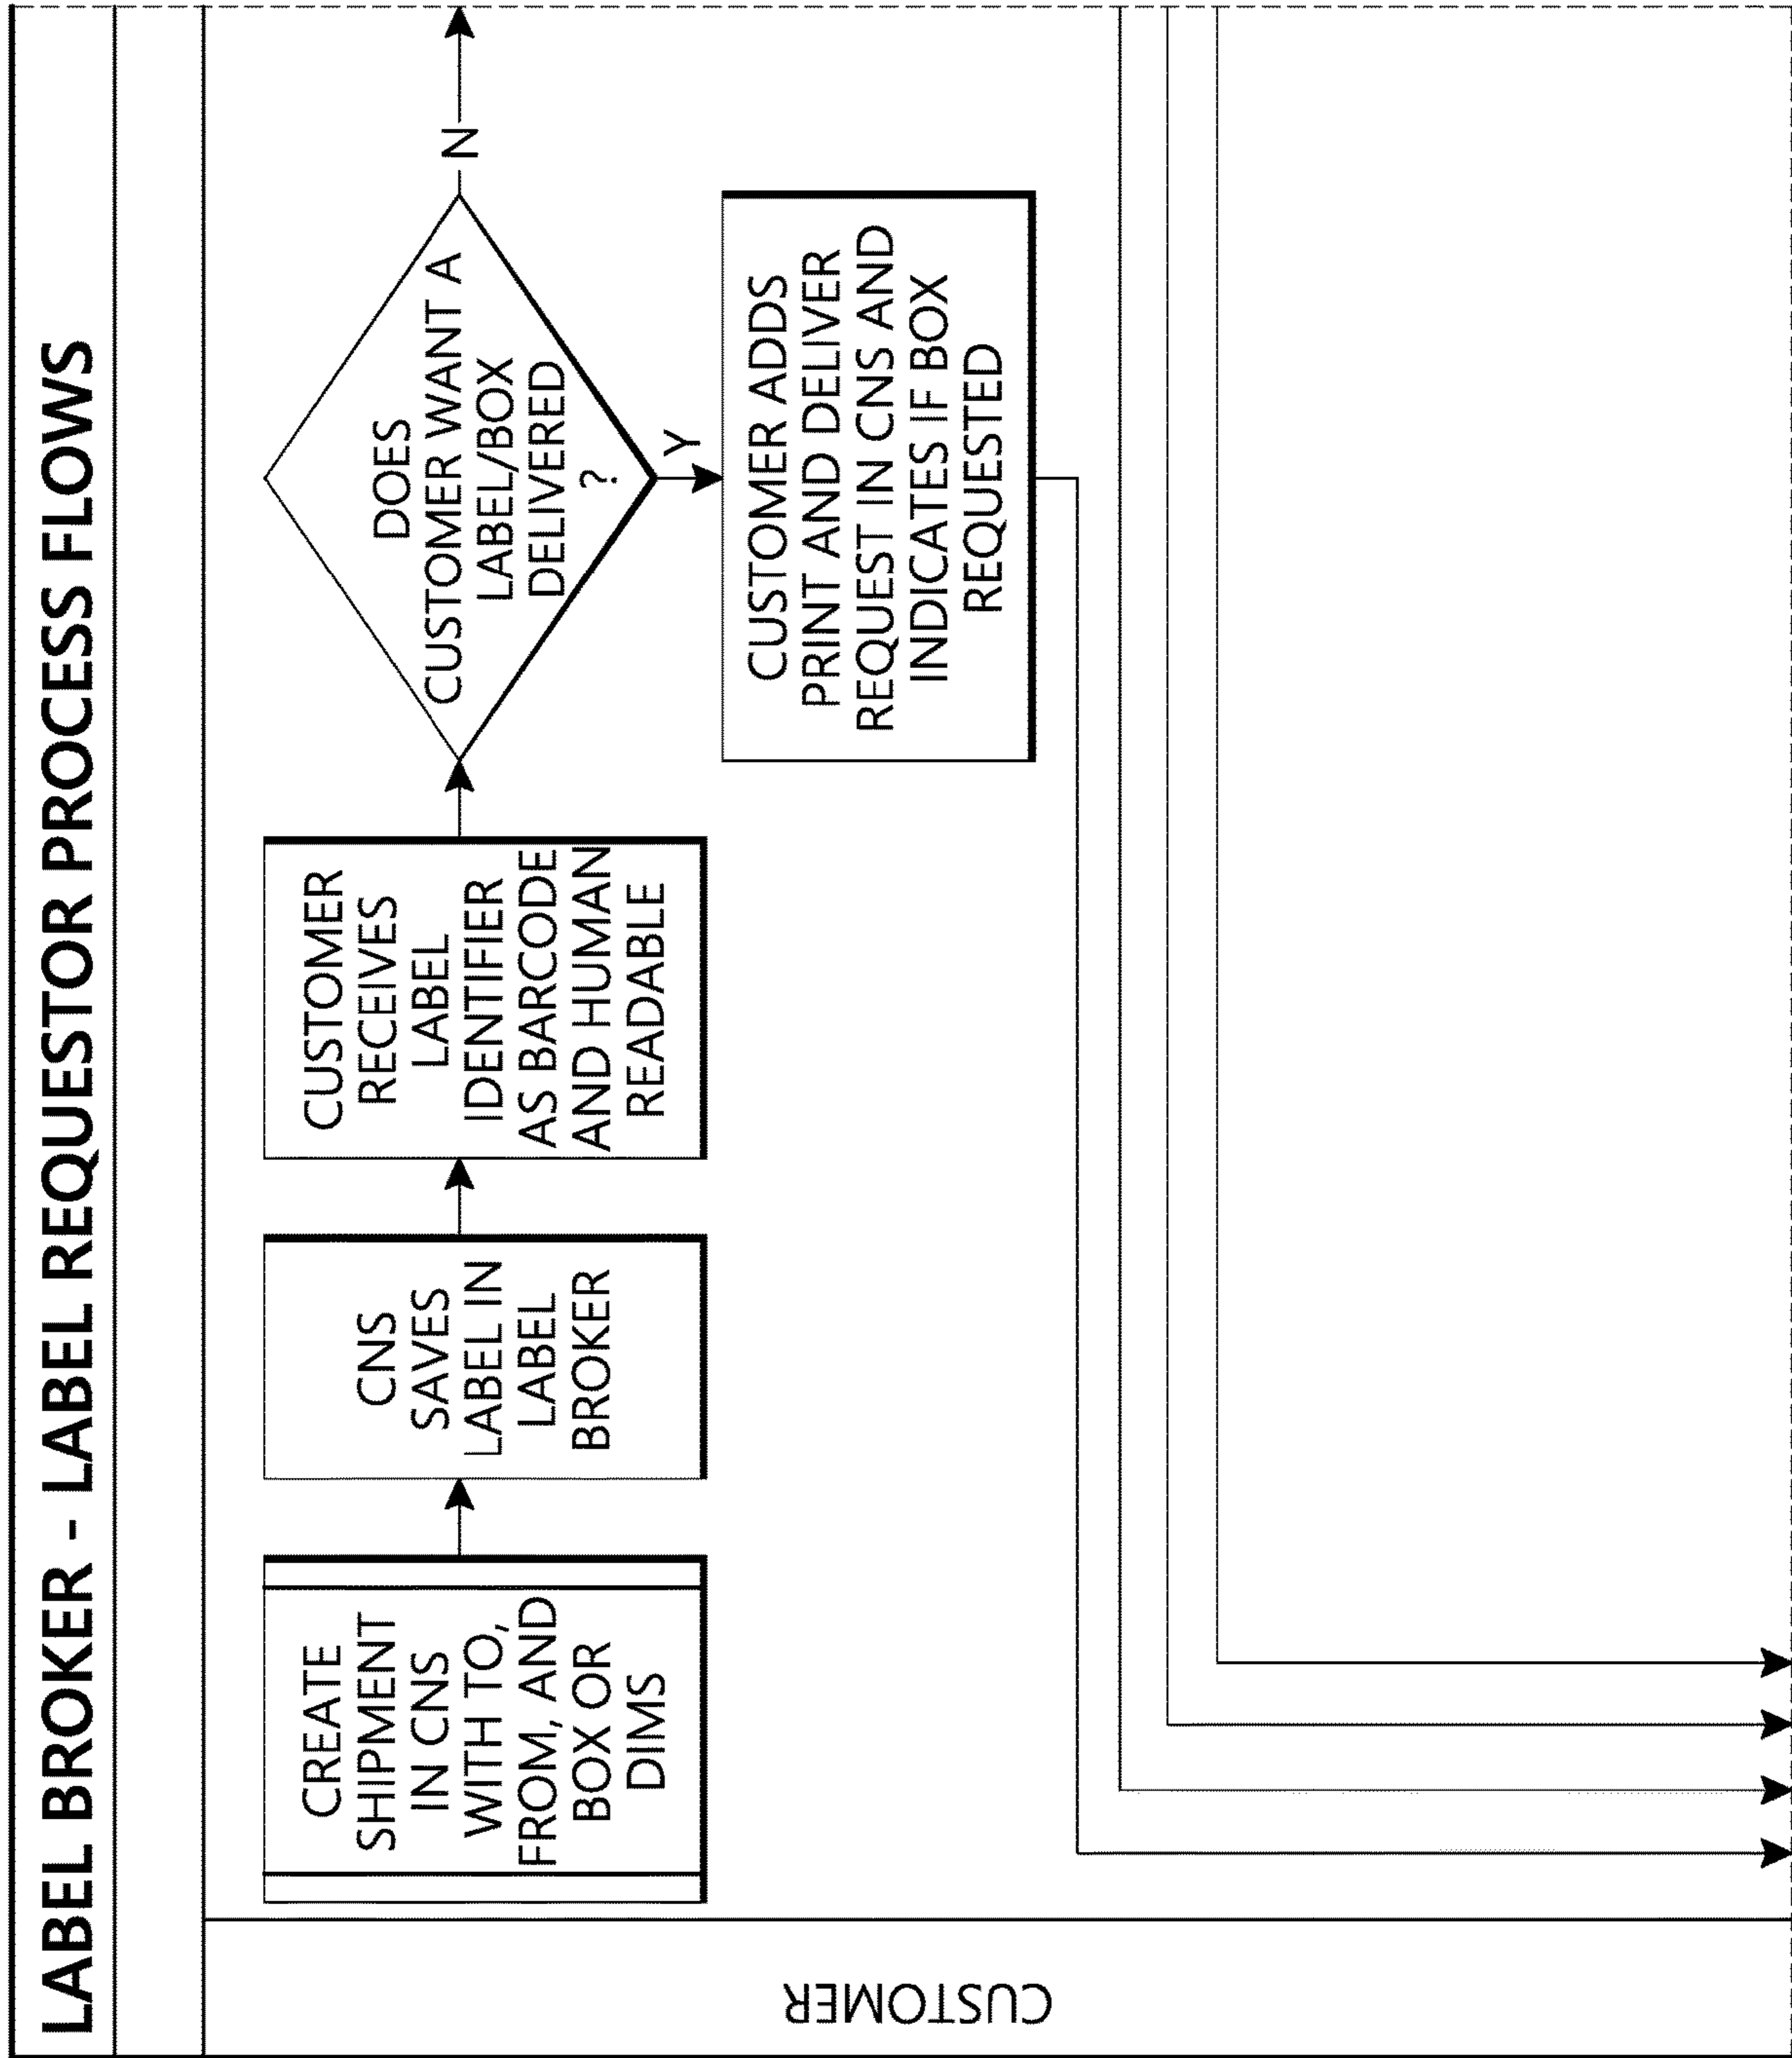 LABEL BROKER - LABEL REQUESTOR PROCESS FLOWS
CUSTOMER
CREATE
SHIPMENT
IN CNS
WITH TO,
FROM, AND
BOX OR
DIMS
CNS
SAVES
LABEL IN
LABEL
BROKER
CUSTOMER
RECEIVES
LABEL
IDENTIFIER
AS BARCODE
AND HUMAN
READABLE
DOES
CUSTOMER WANT A
LABEL/BOX
DELIVERED
?
N
Y
CUSTOMER ADDS
PRINT AND DELIVER
REQUEST IN CNS AND
INDICATES IF BOX
REQUESTED